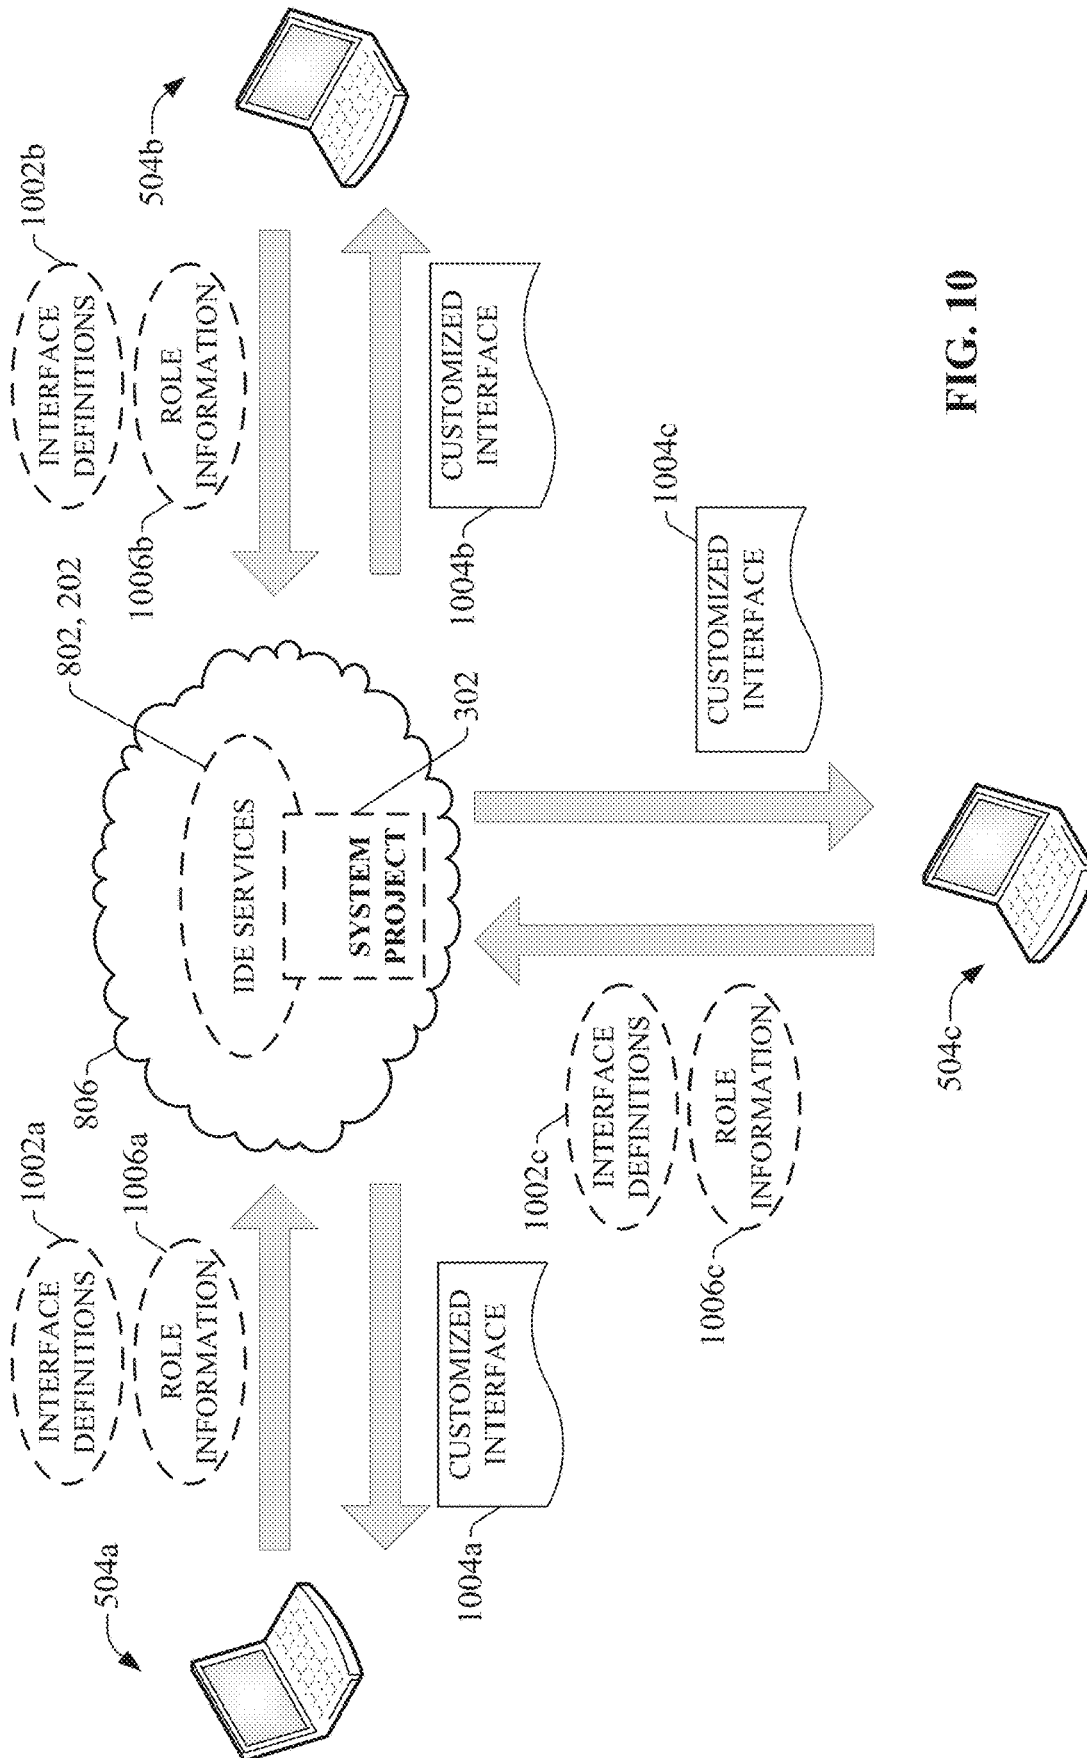 504a
INTERFACE
DEFINITIONS
1002a
ROLE
INFORMATION
1006a
CUSTOMIZED
INTERFACE
1004a
806
IDE SERVICES
802, 202
SYSTEM
PROJECT
302
INTERFACE
DEFINITIONS
1002b
ROLE
INFORMATION
1006b
504b
CUSTOMIZED
INTERFACE
1004b
INTERFACE
DEFINITIONS
1002c
ROLE
INFORMATION
1006c
CUSTOMIZED
INTERFACE
1004c
504c
FIG. 10